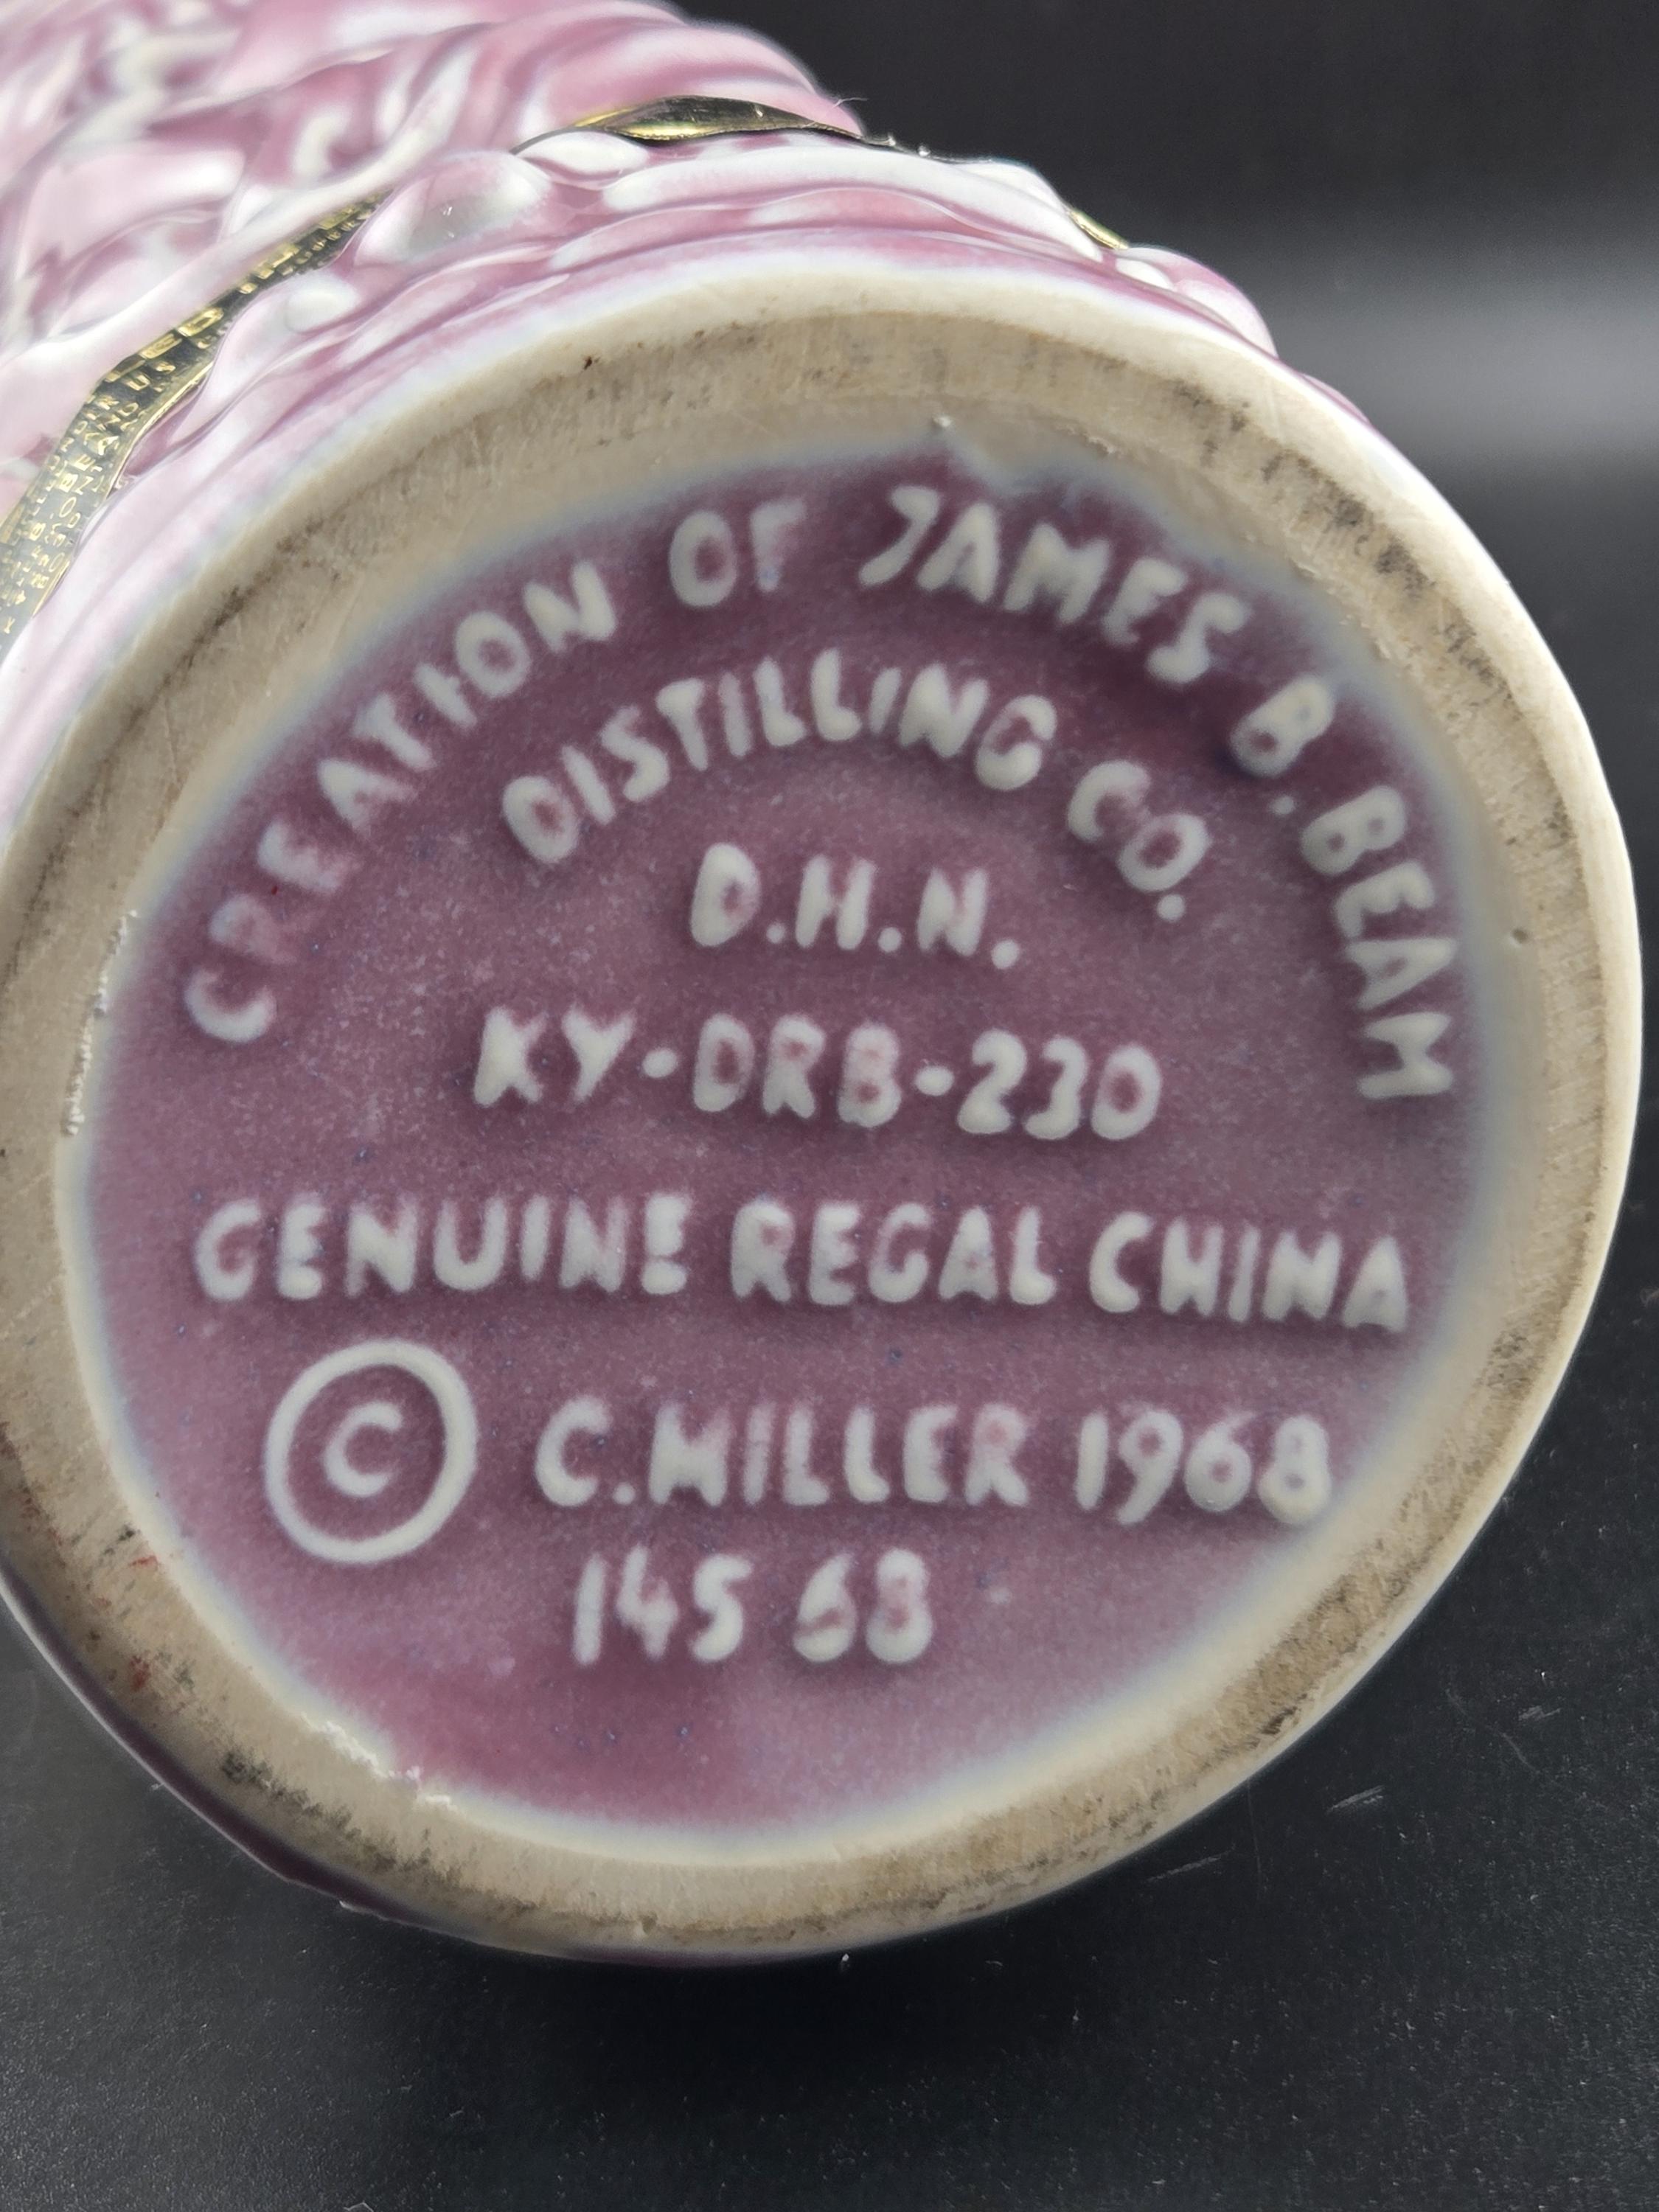 CREATION OF JAMES B. BEAM
DISTILLING CO.
D.H.N.
KY-DRB-230
GENUINE REGAL CHINA
© C.MILLER 1968
145 68